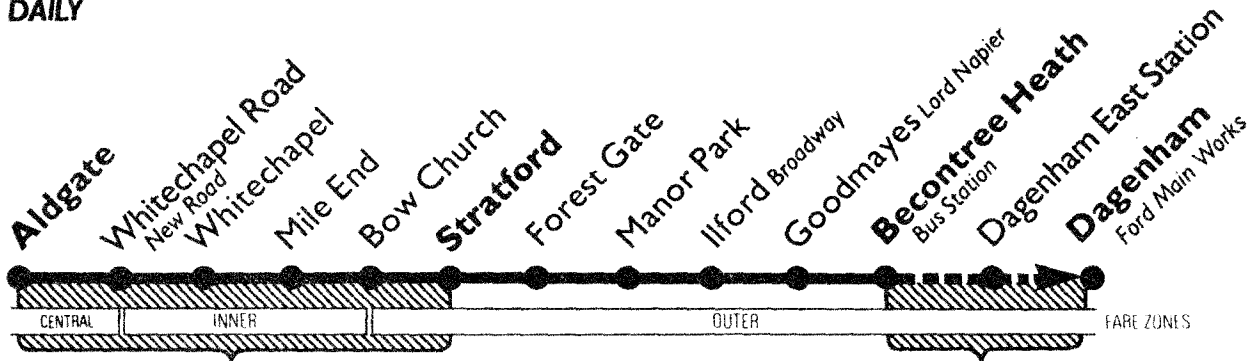 DAILY
Aldgate
Whitechapel Road
New Road
Whitechapel
Mile End
Bow Church
Stratford
Forest Gate
Manor Park
Ilford Broadway
Goodmayes Lord Napier
Becontree Heath
Bus Station
Dagenham East Station
Dagenham
Ford Main Works
CENTRAL INNER OUTER FARE ZONES